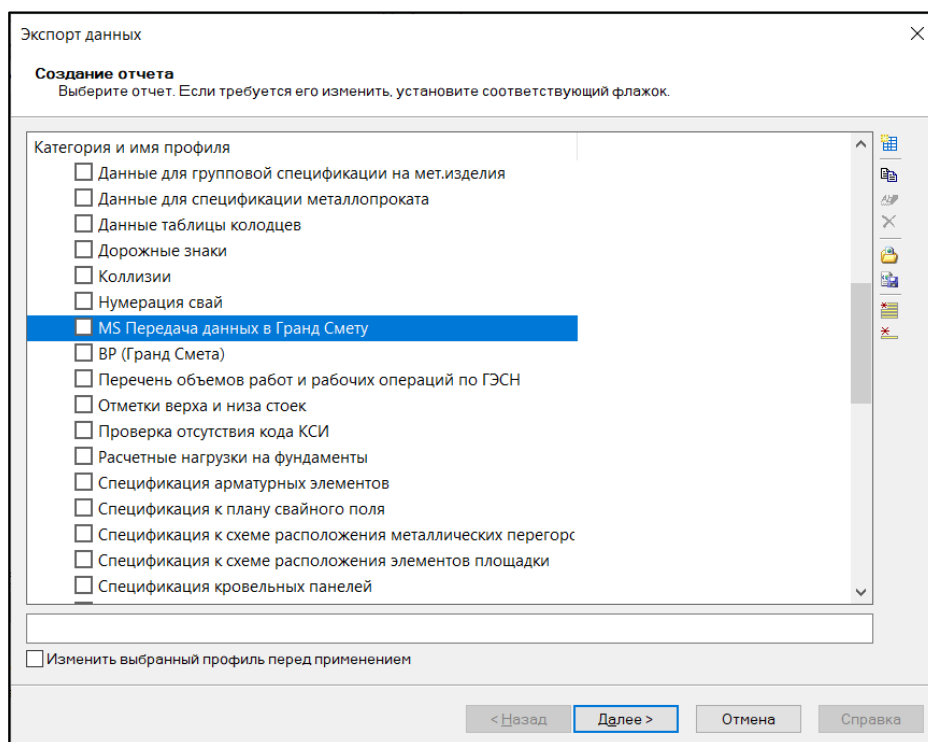 Экспорт данных
Создание отчета
Выберите отчет. Если требуется его изменить, установите соответствующий флажок.
Категория и имя профиля
Данные для групповой спецификации на мет.изделия
Данные для спецификации металлопроката
Данные таблицы колодцев
Дорожные знаки
Коллизии
Нумерация свай
MS Передача данных в Гранд Смету
ВР (Гранд Смета)
Перечень объемов работ и рабочих операций по ГЭСН
Отметки верха и низа стоек
Проверка отсутствия кода КСИ
Расчетные нагрузки на фундаменты
Спецификация арматурных элементов
Спецификация к плану свайного поля
Спецификация к схеме расположения металлических перегорс
Спецификация к схеме расположения элементов площадки
Спецификация кровельных панелей
Изменить выбранный профиль перед применением
< Назад Далее > Отмена Справка